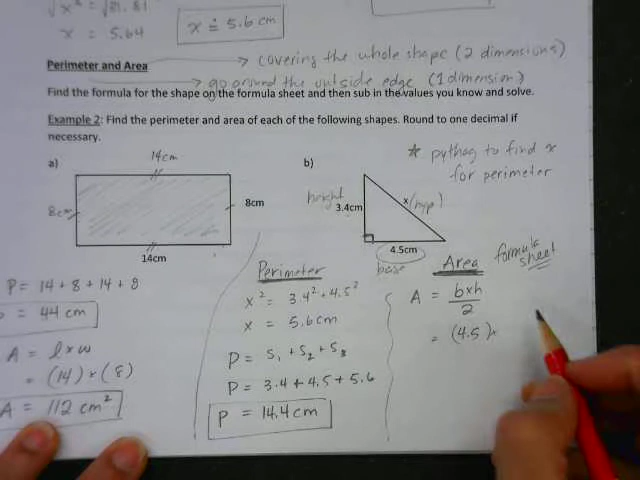 √x² = √31.81
x = 5.64
x ≐ 5.6 cm
Perimeter and Area → covering the whole shape (2 dimensions)
→ go around the outside edge (1 dimension)
Find the formula for the shape on the formula sheet and then sub in the values you know and solve.
Example 2: Find the perimeter and area of each of the following shapes. Round to one decimal if
necessary.
a)
14cm
8cm
8cm
14cm
P = 14 + 8 + 14 + 8
= 44 cm
A = l × w
= (14) × (8)
A = 112 cm²
b)
* pythag to find x
for perimeter
height
3.4cm
x (hyp)
4.5cm
base
Perimeter
x² = 3.4² + 4.5²
x = 5.6cm
P = S₁ + S₂ + S₃
P = 3.4 + 4.5 + 5.6
P = 14.4 cm
Area
formula
sheet
A = b×h
2
= (4.5) ×